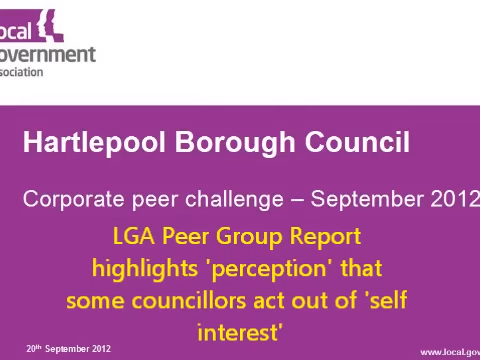 ocal
overnment
ssociation
Hartlepool Borough Council
Corporate peer challenge – September 2012
LGA Peer Group Report
highlights 'perception' that
some councillors act out of 'self
interest'
20th September 2012
www.local.gov